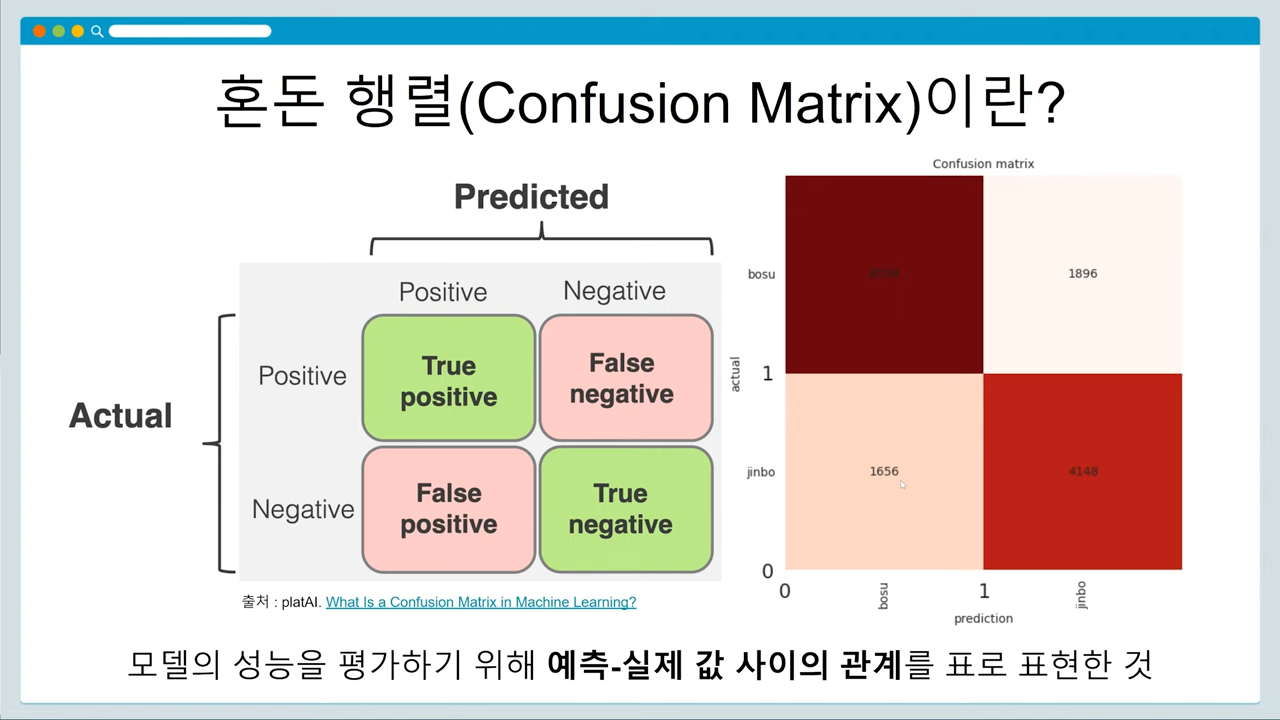 혼돈 행렬(Confusion Matrix)이란?
Predicted
Positive
Negative
Actual
Positive
True
positive
False
negative
Negative
False
positive
True
negative
출처 : platAI. What Is a Confusion Matrix in Machine Learning?
Confusion matrix
bosu
1896
actual
1
jinbo
1656
4148
0
0
bosu
1
jinbo
prediction
모델의 성능을 평가하기 위해 예측-실제 값 사이의 관계를 표로 표현한 것